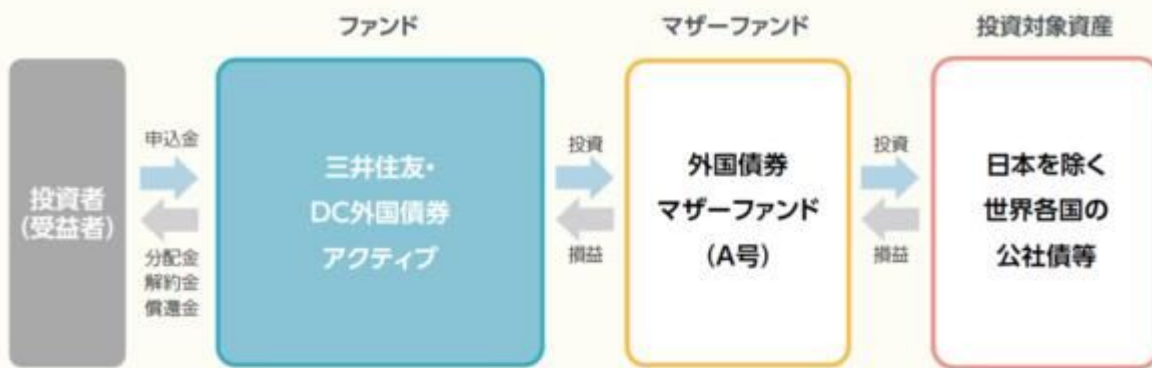 ファンド
マザーファンド
投資対象資産
投資者
(受益者)
申込金
分配金
解約金
償還金
三井住友・
DC外国債券
アクティブ
投資
損益
外国債券
マザーファンド
(A号)
投資
損益
日本を除く
世界各国の
公社債等